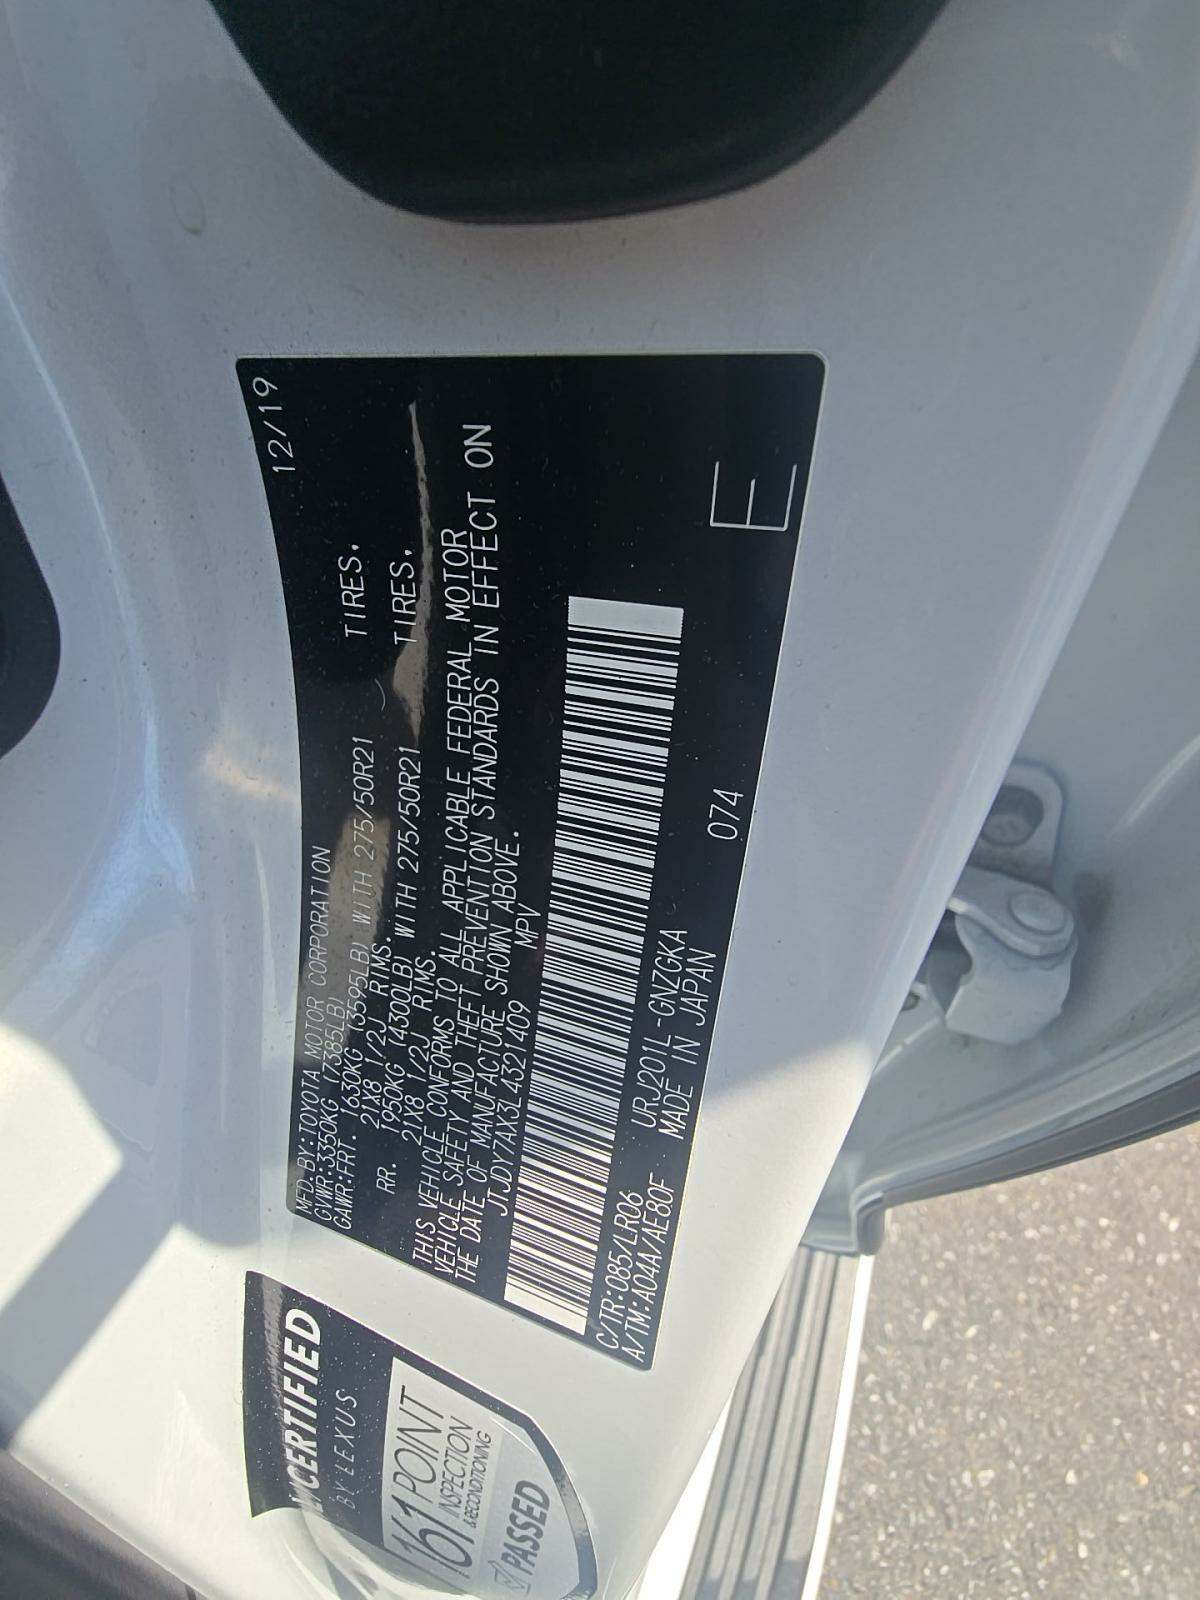 12/19
MFD.BY:TOYOTA MOTOR CORPORATION
GVWR:3350KG (7385LB)
GAWR:FRT. 1630KG (3595LB) WITH 275/50R21 TIRES.
21X8 1/2J RIMS.
RR. 1950KG (4300LB) WITH 275/50R21 TIRES.
21X8 1/2J RIMS.
THIS VEHICLE CONFORMS TO ALL APPLICABLE FEDERAL MOTOR
VEHICLE SAFETY AND THEFT PREVENTION STANDARDS IN EFFECT ON
THE DATE OF MANUFACTURE SHOWN ABOVE.
JTJDY7AX3L4321409 MPV
C/TR:085/LR06 URJ201L-GNZGKA 074 E
A/TM:A04A/AE80F MADE IN JAPAN
L/CERTIFIED
BY LEXUS
161 POINT
INSPECTION
& RECONDITIONING
PASSED